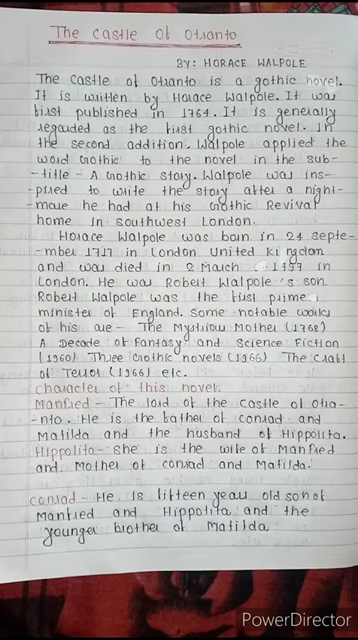 The Castle of Otranto
BY: HORACE WALPOLE
The castle of Otranto is a gothic novel.
It is written by Horace Walpole. It was
first published in 1764. It is generally
regarded as the first gothic novel. In
the second addition. Walpole applied the
word Gothic to the novel in the sub-
-title - A Gothic story. Walpole was ins-
-pired to write the story after a night-
-mare he had at his Gothic Revival
home in southwest London.
Horace Walpole was born in 24 septe-
-mber 1717 in London United kingdom
and was died in 2 March 1797 in
London. He was Robert Walpole's son.
Robert Walpole was the first prime
minister of England. Some notable works
of his are - The Mystrious Mother (1768)
A Decade of Fantasy and Science Fiction
(1960) Three Gothic novels (1966) The Craft
of Terror (1966) etc.
Character of this novel.
Manfred - The lord of the castle of Otra-
-nto. He is the father of conrad and
Matilda and the husband of Hippolita.
Hippolita - she is the wife of Manfred
and Mother of conrad and Matilda.
conrad - He is fifteen year old son of
Manfred and Hippolita and the
younger brother of Matilda
PowerDirector